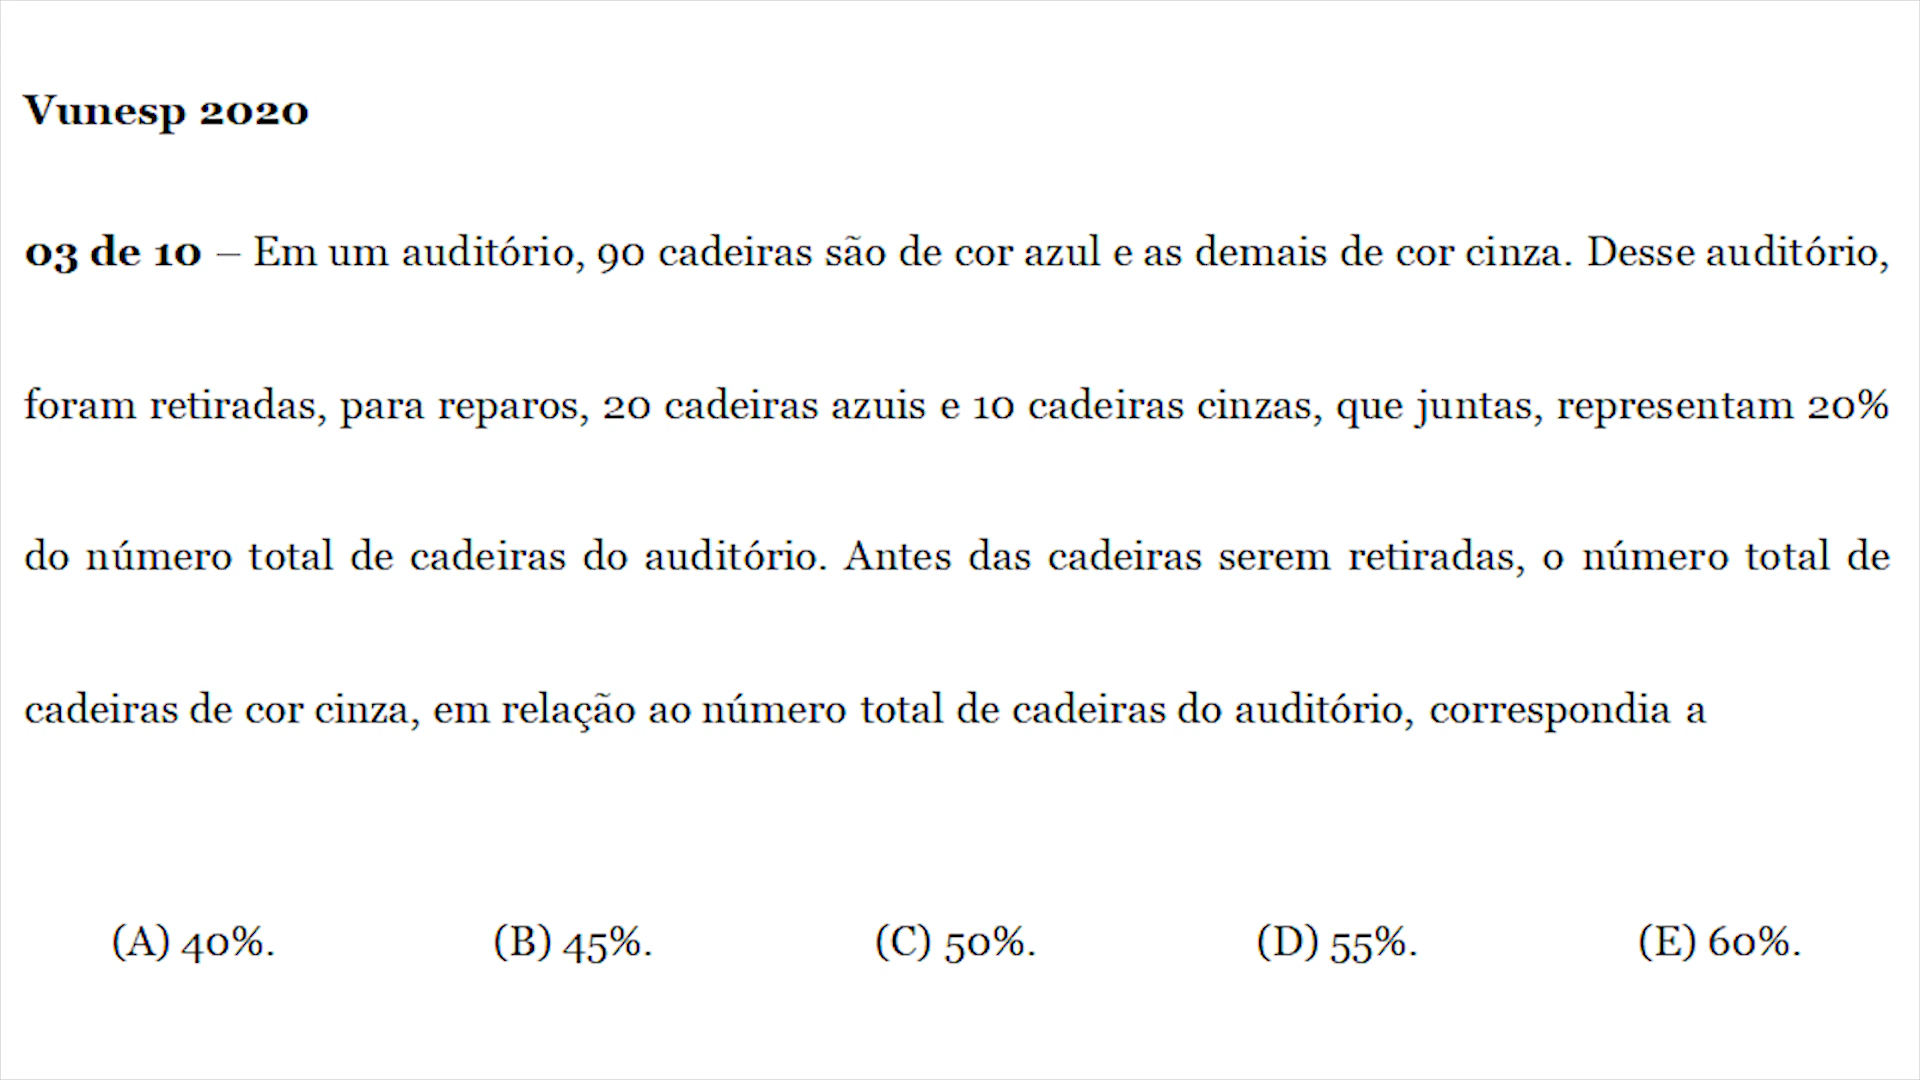 Vunesp 2020
03 de 10 – Em um auditório, 90 cadeiras são de cor azul e as demais de cor cinza. Desse auditório,
foram retiradas, para reparos, 20 cadeiras azuis e 10 cadeiras cinzas, que juntas, representam 20%
do número total de cadeiras do auditório. Antes das cadeiras serem retiradas, o número total de
cadeiras de cor cinza, em relação ao número total de cadeiras do auditório, correspondia a
(A) 40%. (B) 45%. (C) 50%. (D) 55%. (E) 60%.